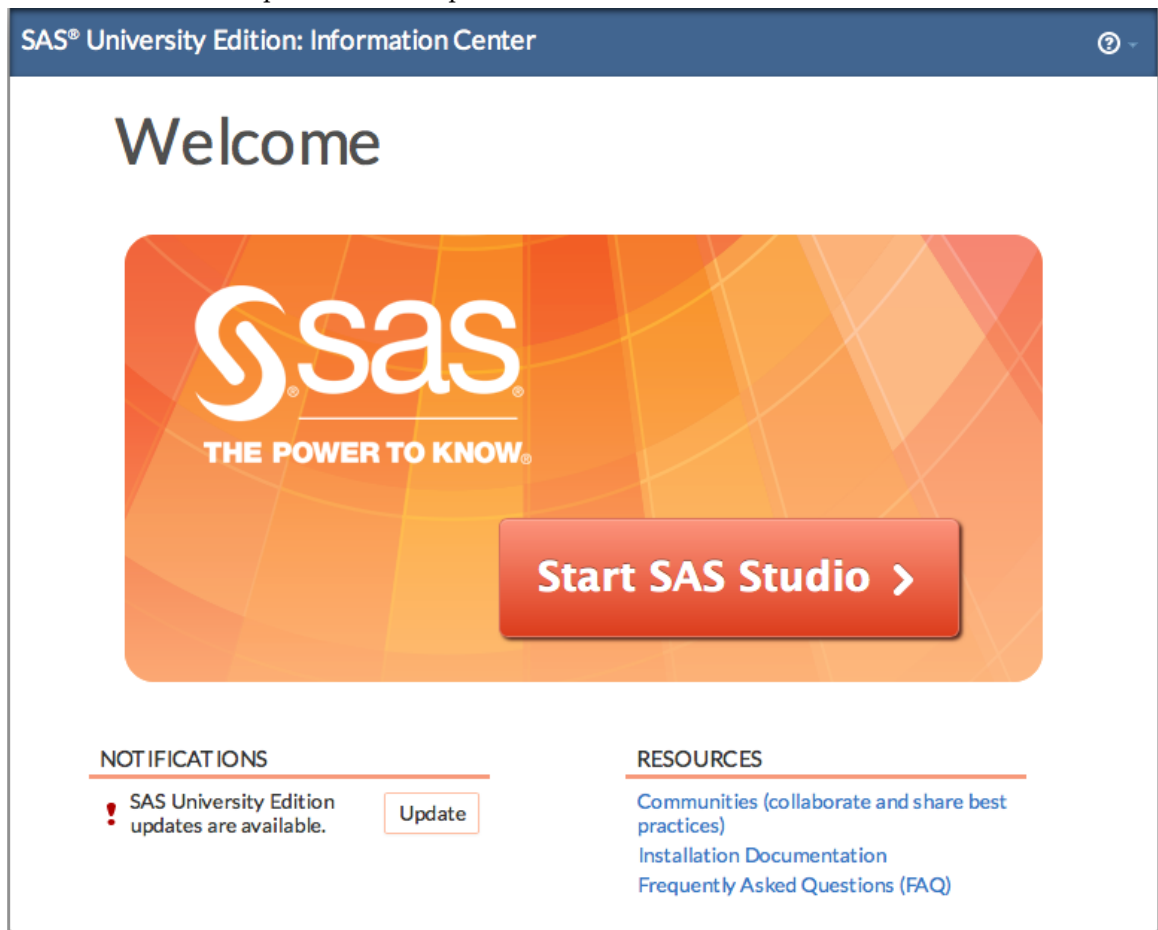 SAS® University Edition: Information Center
Welcome
sas
THE POWER TO KNOW®
Start SAS Studio
NOTIFICATIONS
SAS University Edition
updates are available.
Update
RESOURCES
Communities (collaborate and share best
practices)
Installation Documentation
Frequently Asked Questions (FAQ)